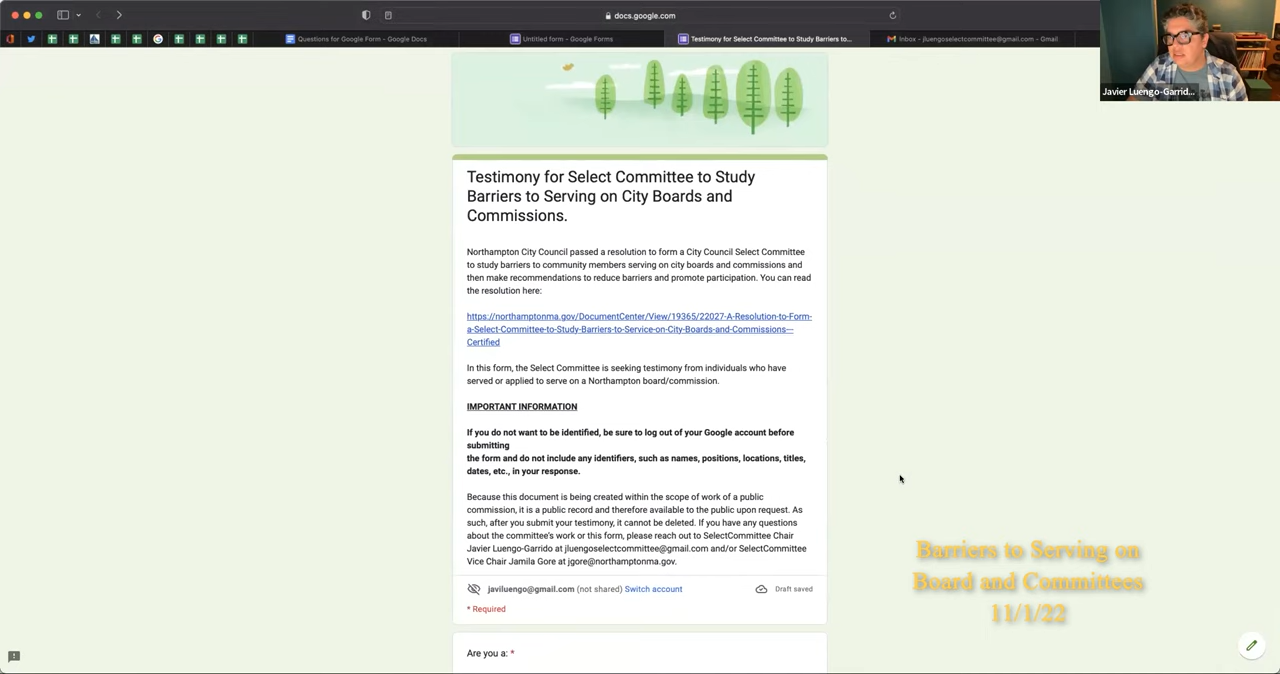 docs.google.com
Questions for Google Form - Google Docs
Untitled form - Google Forms
Testimony for Select Committee to Study Barriers to...
Inbox - jluengoselectcommittee@gmail.com - Gmail
Javier Luengo-Garrid...
Testimony for Select Committee to Study
Barriers to Serving on City Boards and
Commissions.
Northampton City Council passed a resolution to form a City Council Select Committee
to study barriers to community members serving on city boards and commissions and
then make recommendations to reduce barriers and promote participation. You can read
the resolution here:
https://northamptonma.gov/DocumentCenter/View/19365/22027-A-Resolution-to-Form-
a-Select-Committee-to-Study-Barriers-to-Service-on-City-Boards-and-Commissions---
Certified
In this form, the Select Committee is seeking testimony from individuals who have
served or applied to serve on a Northampton board/commission.
IMPORTANT INFORMATION
If you do not want to be identified, be sure to log out of your Google account before
submitting
the form and do not include any identifiers, such as names, positions, locations, titles,
dates, etc., in your response.
Because this document is being created within the scope of work of a public
commission, it is a public record and therefore available to the public upon request. As
such, after you submit your testimony, it cannot be deleted. If you have any questions
about the committee's work or this form, please reach out to SelectCommittee Chair
Javier Luengo-Garrido at jluengoselectcommittee@gmail.com and/or SelectCommittee
Vice Chair Jamila Gore at jgore@northamptonma.gov.
javiluengo@gmail.com (not shared) Switch account
Draft saved
* Required
Are you a: *
Barriers to Serving on
Board and Committees
11/1/22